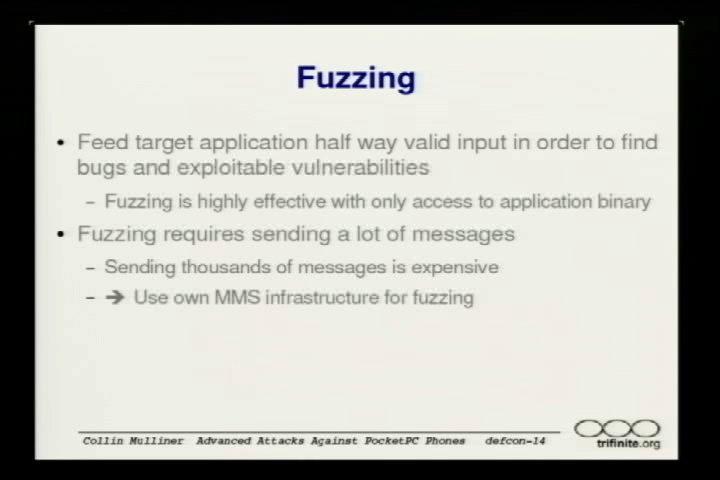 Fuzzing
• Feed target application half way valid input in order to find
bugs and exploitable vulnerabilities
– Fuzzing is highly effective with only access to application binary
• Fuzzing requires sending a lot of messages
– Sending thousands of messages is expensive
– ➔ Use own MMS infrastructure for fuzzing
Collin Mulliner Advanced Attacks Against PocketPC Phones defcon-14
trifinite.org